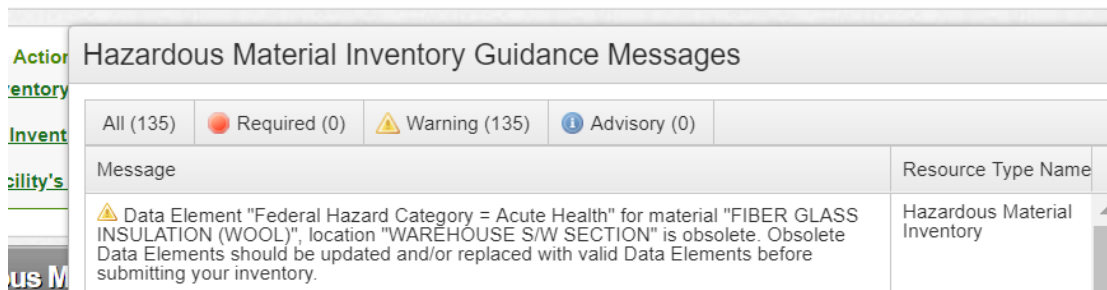 Hazardous Material Inventory Guidance Messages
Action
entory
Invent
cility's
All (135)
Required (0)
Warning (135)
Advisory (0)
Message
Resource Type Name
Data Element "Federal Hazard Category = Acute Health" for material "FIBER GLASS
INSULATION (WOOL)", location "WAREHOUSE S/W SECTION" is obsolete. Obsolete
Data Elements should be updated and/or replaced with valid Data Elements before
submitting your inventory.
Hazardous Material
Inventory
us M